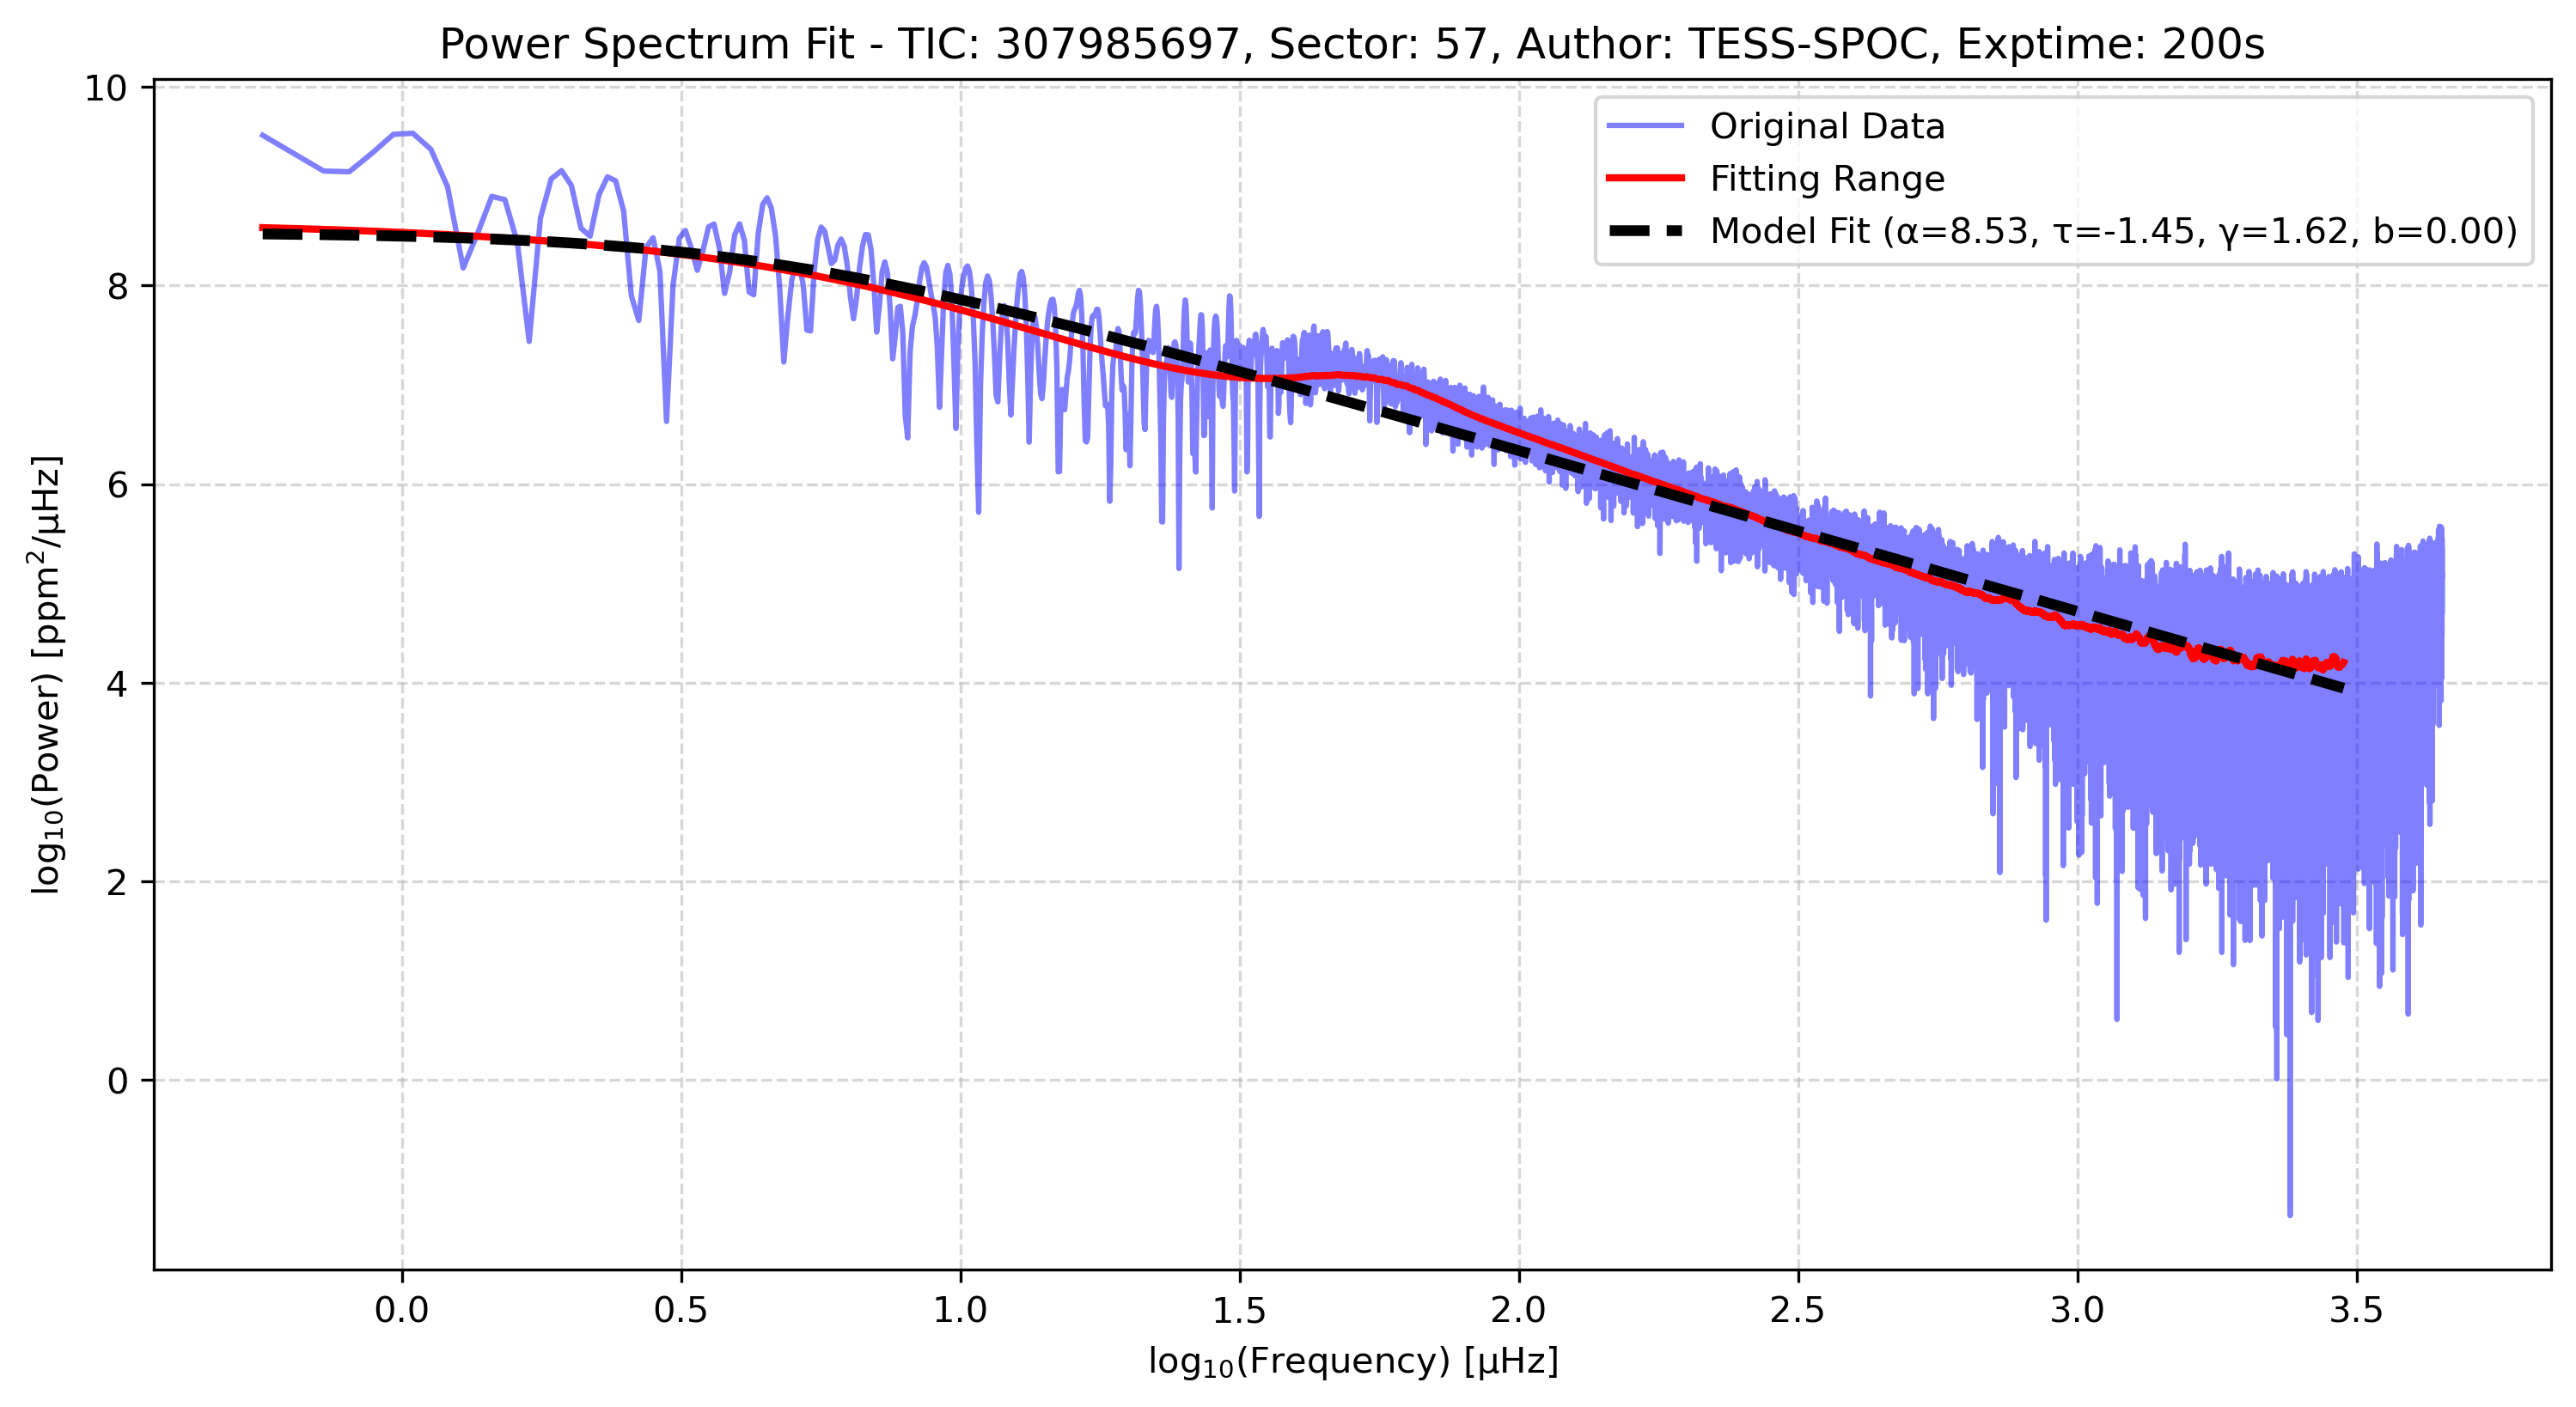 Power Spectrum Fit - TIC: 307985697, Sector: 57, Author: TESS-SPOC, Exptime: 200s
Original Data
Fitting Range
Model Fit (α=8.53, τ=-1.45, γ=1.62, b=0.00)
log₁₀(Power) [ppm²/μHz]
10
8
6
4
2
0
0.0 0.5 1.0 1.5 2.0 2.5 3.0 3.5
log₁₀(Frequency) [μHz]